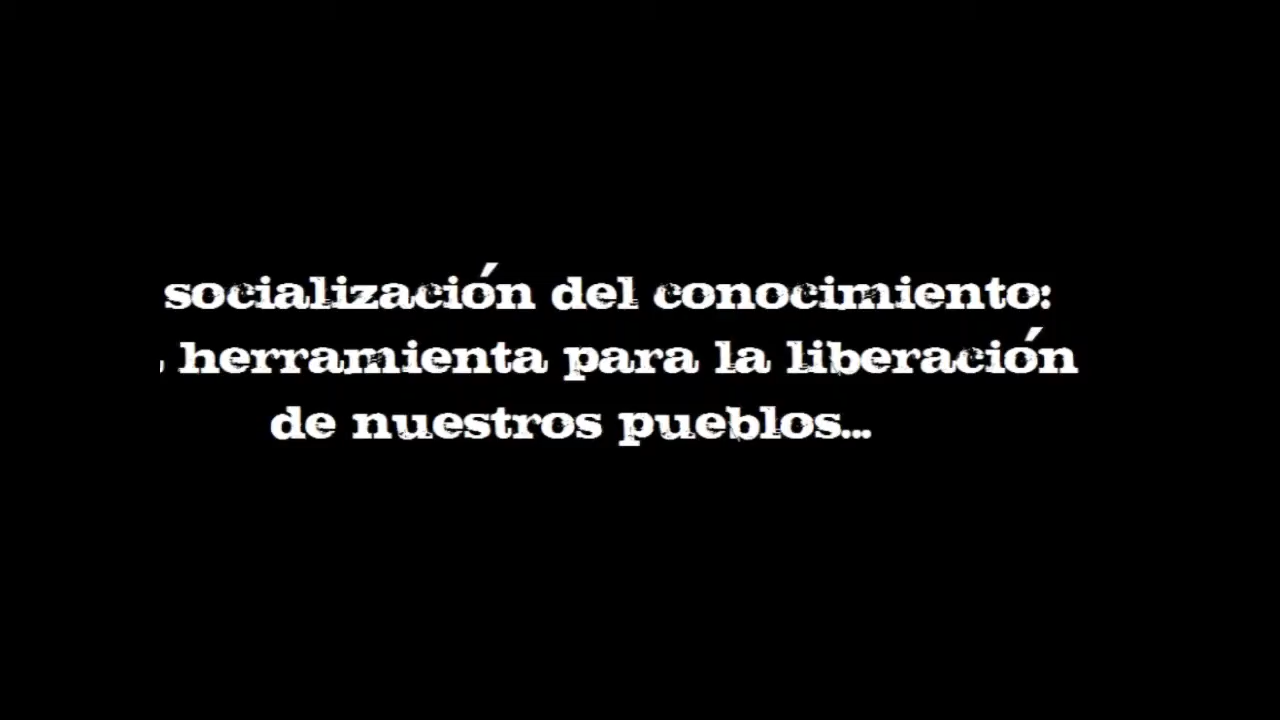 socialización del conocimiento:
herramienta para la liberación
de nuestros pueblos...